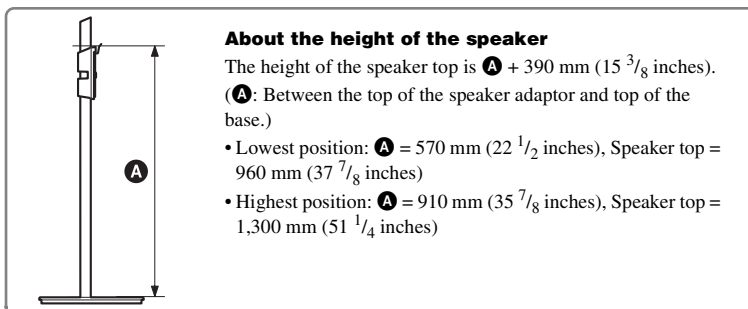 About the height of the speaker
The height of the speaker top is A + 390 mm (15 3/8 inches).
(A: Between the top of the speaker adaptor and top of the
base.)
• Lowest position: A = 570 mm (22 1/2 inches), Speaker top =
960 mm (37 7/8 inches)
• Highest position: A = 910 mm (35 7/8 inches), Speaker top =
1,300 mm (51 1/4 inches)
A